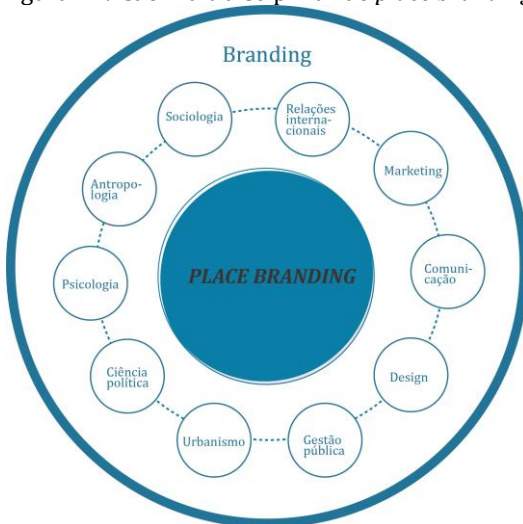 Branding
Sociologia
Relações
interna-
cionais
Marketing
Comuni-
cação
Design
Gestão
pública
Urbanismo
Ciência
política
Psicologia
Antropo-
logia
PLACE BRANDING